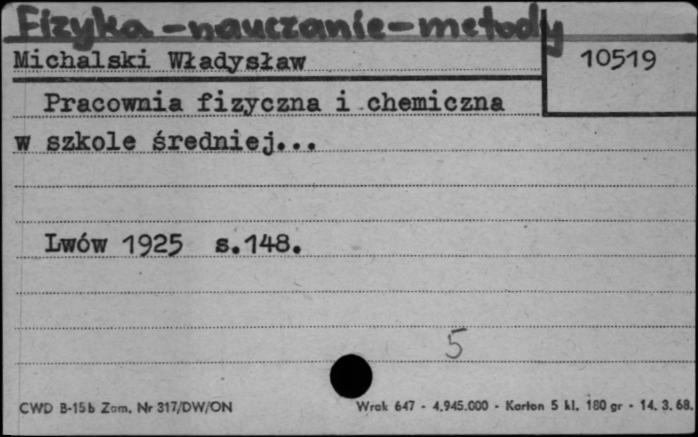 Fizyka - nauczanie - metody
Michalski Władysław
10519
Pracownia fizyczna i chemiczna
w szkole średniej...
Lwów 1925 s.148.
5
CWD B-15b Zam. Nr 317/DW/ON
Wrak 647 - 4.945.000 - Karton 5 kl. 180 gr - 14. 3. 68.